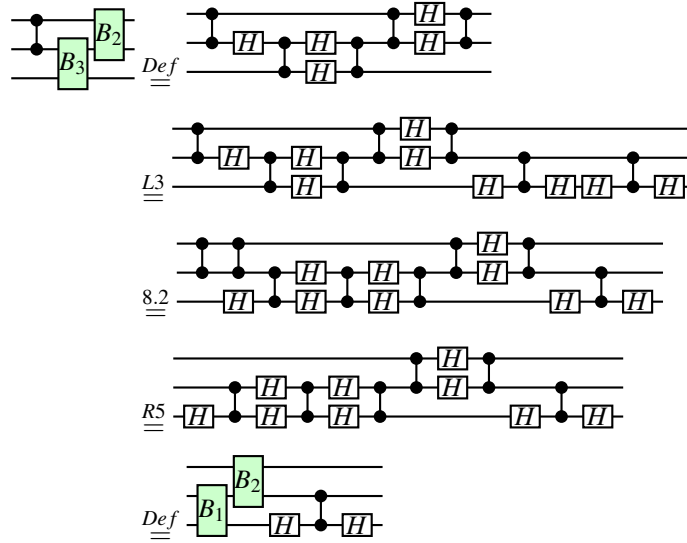 H
B₂ H H H
B₃
Def = H
H
H H H
L3 = H H H H H
H
H H H
8.2 = H H H H H
H
H H H
R5 = H H H H H
B₂
B₁
Def = H H